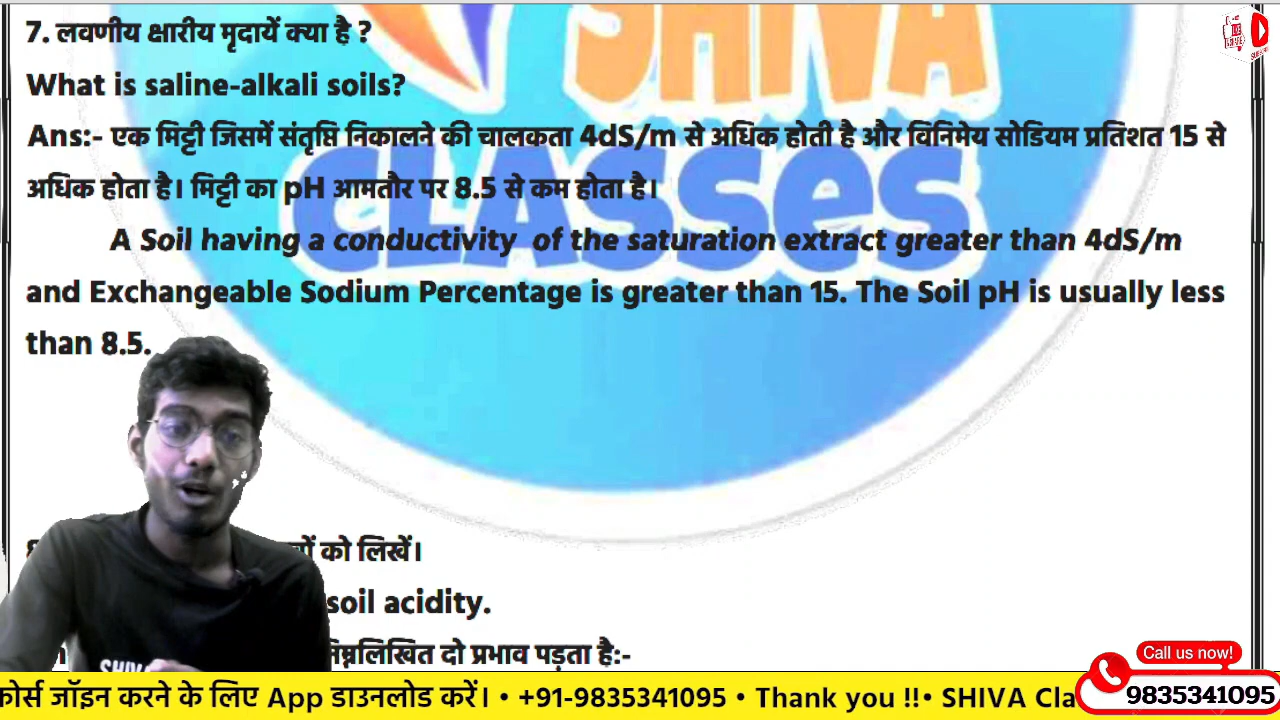 7. लवणीय क्षारीय मृदायें क्या है ?
What is saline-alkali soils?
Ans:- एक मिट्टी जिसमें संतृप्ति निकालने की चालकता 4dS/m से अधिक होती है और विनिमेय सोडियम प्रतिशत 15 से
अधिक होता है। मिट्टी का pH आमतौर पर 8.5 से कम होता है।
A Soil having a conductivity of the saturation extract greater than 4dS/m
and Exchangeable Sodium Percentage is greater than 15. The Soil pH is usually less
than 8.5.
SHIVA
CLASSES
को लिखें।
soil acidity.
दो प्रभाव पड़ता है:-
SHIVA
कोर्स जॉइन करने के लिए App डाउनलोड करें। • +91-9835341095 • Thank you !!• SHIVA Cla
Call us now!
9835341095